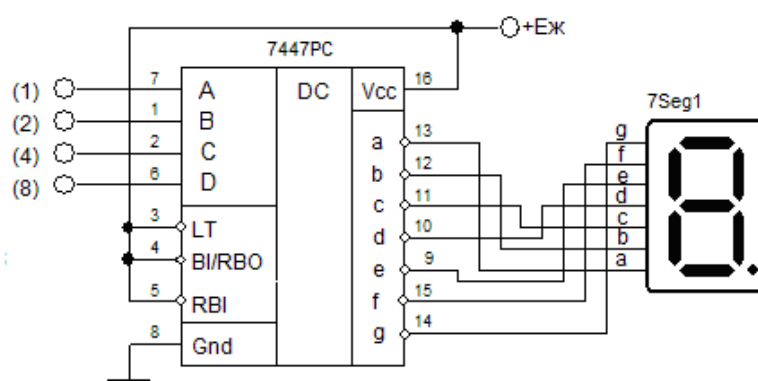 +Eж
7447PC
(1) 7 A DC Vcc 16
7Seg1
(2) 1 B
a 13 g
(4) 2 C
b 12 f
(8) 6 D
c 11 e
3 LT
d 10 d
4 BI/RBO
e 9 c
5 RBI
f 15 b
8 Gnd
g 14 a